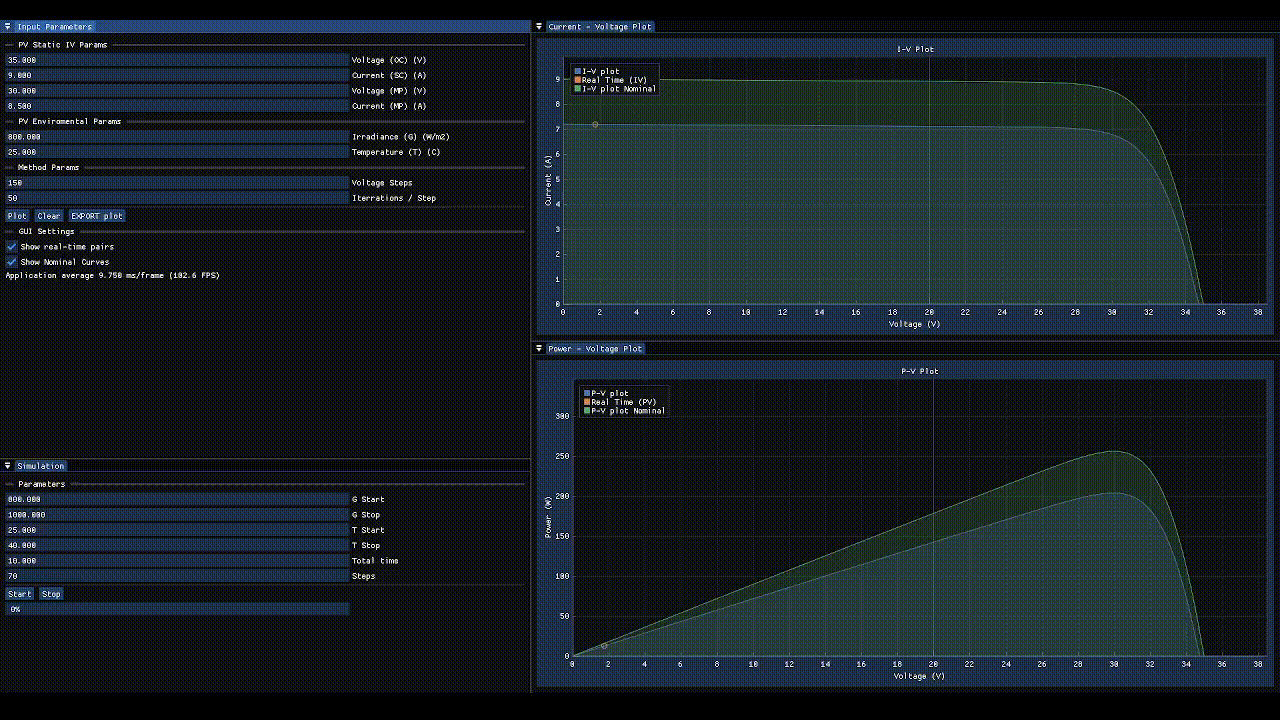 Input Parameters
PV Static IV Params
35.000 Voltage (OC) (V)
9.000 Current (SC) (A)
30.000 Voltage (MP) (V)
8.500 Current (MP) (A)
PV Enviromental Params
800.000 Irradiance (G) (W/m2)
25.000 Temperature (T) (C)
Method Params
150 Voltage Steps
50 Iterrations / Step
Plot Clear EXPORT plot
GUI Settings
Show real-time pairs
Show Nominal Curves
Application average 9.750 ms/frame (102.6 FPS)
Simulation
Parameters
800.000 G Start
1000.000 G Stop
25.000 T Start
40.000 T Stop
10.000 Total time
70 Steps
Start Stop
0%
Current - Voltage Plot
I-V Plot
I-V plot
Real Time (IV)
I-V plot Nominal
Current (A)
9
8
7
6
5
4
3
2
1
0
0 2 4 6 8 10 12 14 16 18 20 22 24 26 28 30 32 34 36 38
Voltage (V)
Power - Voltage Plot
P-V Plot
P-V plot
Real Time (PV)
P-V plot Nominal
Power (W)
300
250
200
150
100
50
0
0 2 4 6 8 10 12 14 16 18 20 22 24 26 28 30 32 34 36 38
Voltage (V)